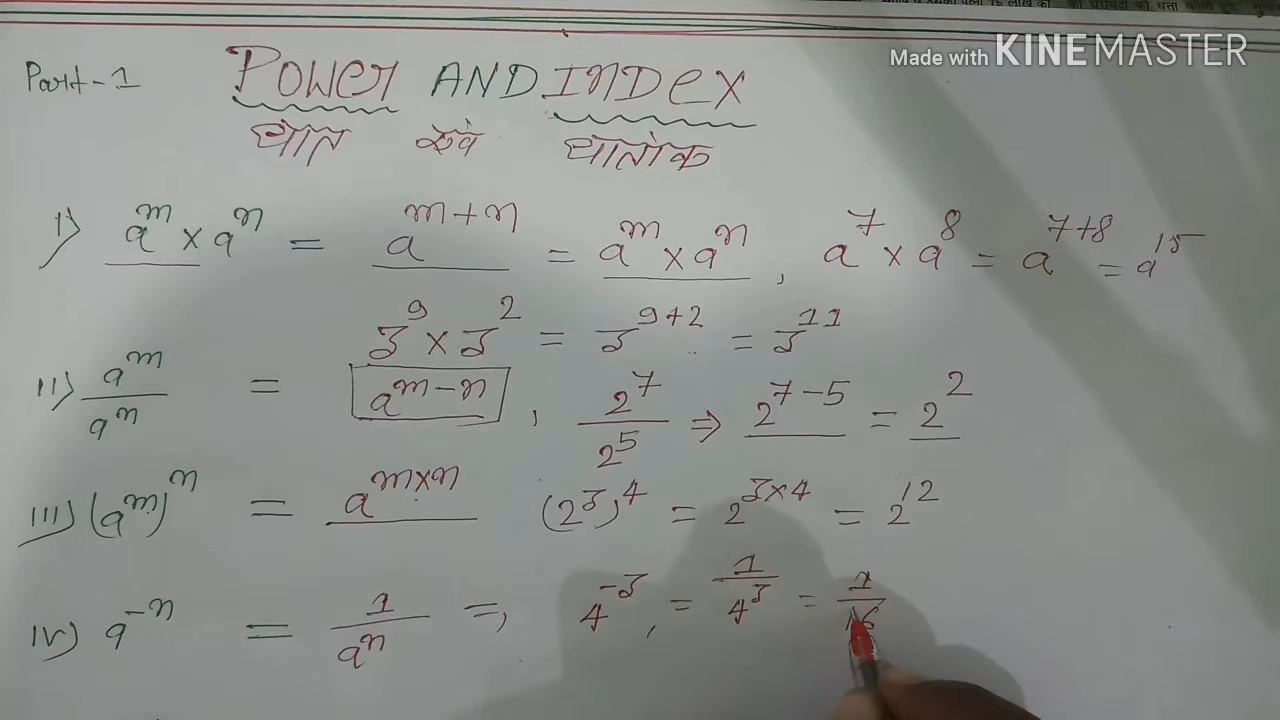 Made with KINEMASTER
Part-1 POWER AND INDEX
घात एवं घातांक
I) a^m × a^n = a^{m+n} = a^m × a^n, a^7 × a^8 = a^{7+8} = a^{15}
3^9 × 3^2 = 3^{9+2} = 3^{11}
II) a^m/a^n = a^{m-n}, 2^7/2^5 ⇒ 2^{7-5} = 2^2
III) (a^m)^n = a^{m×n} (2^3)^4 = 2^{3×4} = 2^{12}
IV) a^{-n} = 1/a^n =, 4^{-3}, = 1/4^3 = 1/16